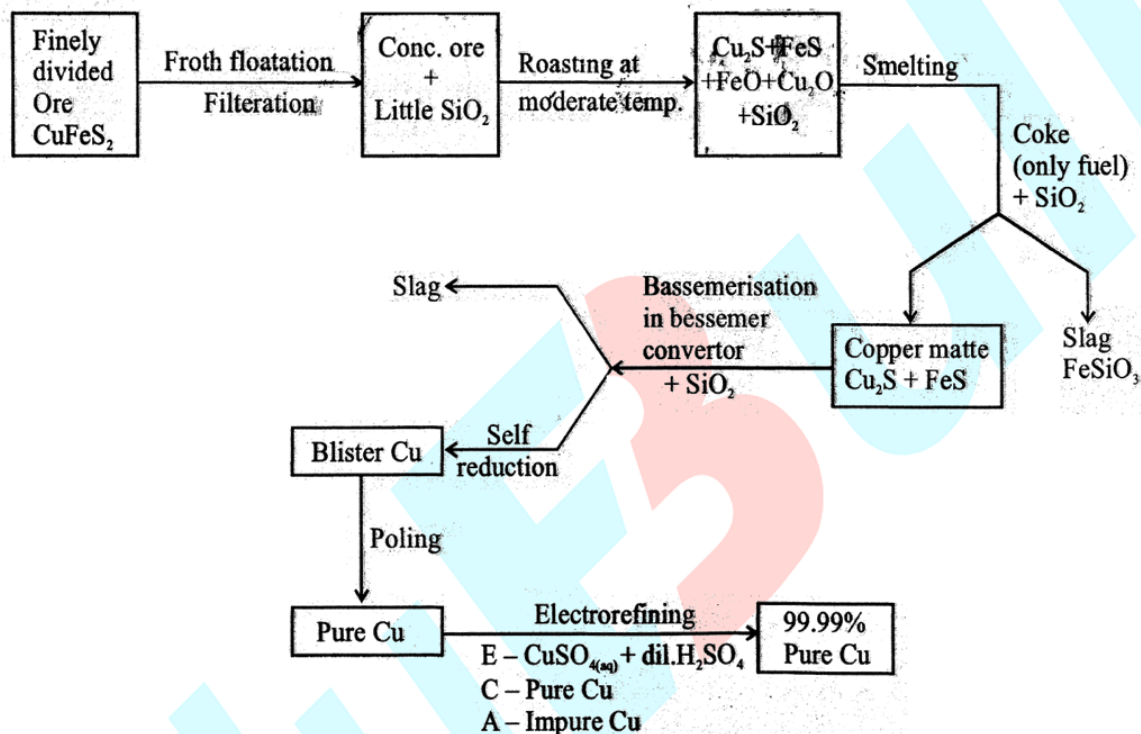 Finely
divided
Ore
CuFeS₂
Froth floatation
Filteration
Conc. ore
+
Little SiO₂
Roasting at
moderate temp.
Cu₂S+FeS
+FeO+Cu₂O
+SiO₂
Smelting
Coke
(only fuel)
+ SiO₂
Slag
FeSiO₃
Copper matte
Cu₂S + FeS
Bassemerisation
in bessemer
convertor
+ SiO₂
Slag
Self
reduction
Blister Cu
Poling
Pure Cu
Electrorefining
E – CuSO₄(aq) + dil.H₂SO₄
C – Pure Cu
A – Impure Cu
99.99%
Pure Cu